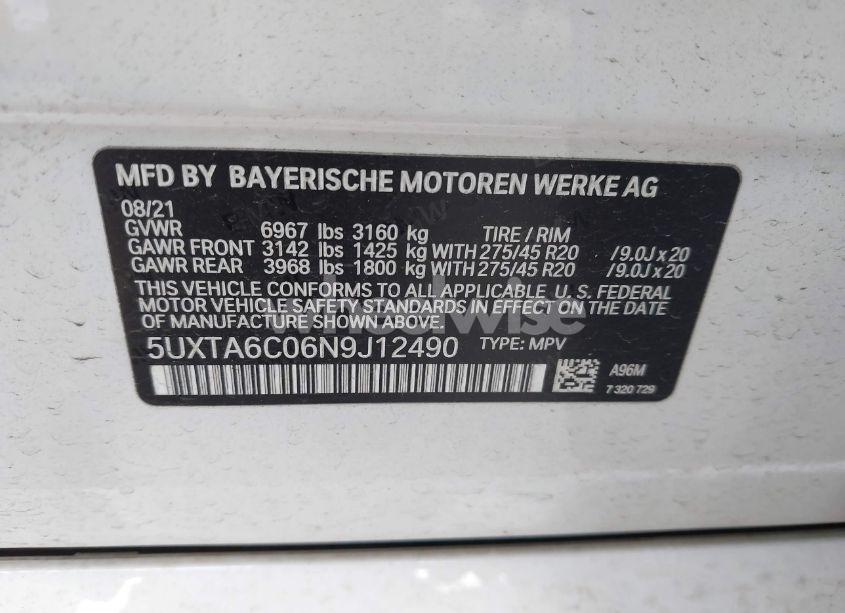 MFD BY BAYERISCHE MOTOREN WERKE AG
08/21
GVWR 6967 lbs 3160 kg TIRE / RIM
GAWR FRONT 3142 lbs 1425 kg WITH 275/45 R20 /9.0J x 20
GAWR REAR 3968 lbs 1800 kg WITH 275/45 R20 /9.0J x 20
THIS VEHICLE CONFORMS TO ALL APPLICABLE U. S. FEDERAL
MOTOR VEHICLE SAFETY STANDARDS IN EFFECT ON THE DATE
OF MANUFACTURE SHOWN ABOVE.
5UXTA6C06N9J12490 TYPE: MPV
A96M
7 320 729
wheelwise